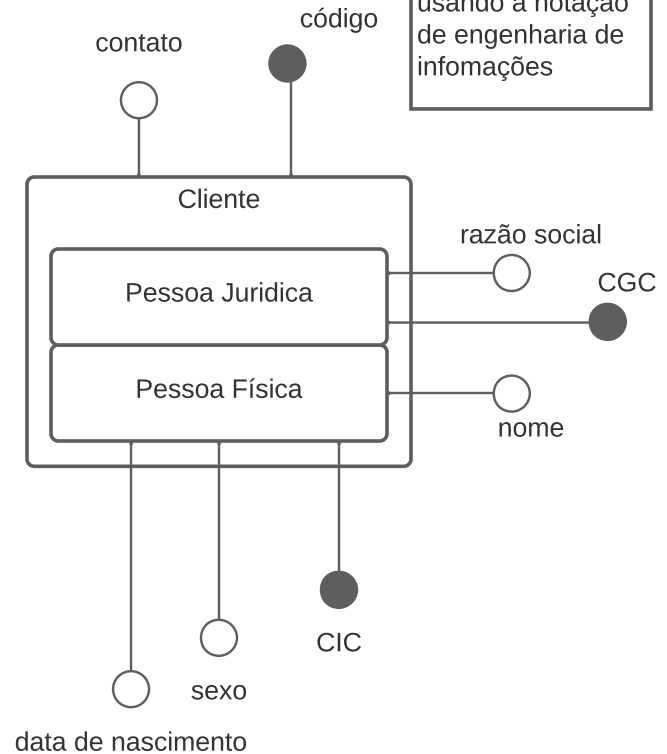 código
usando a notação
de engenharia de
infomações
contato
Cliente
razão social
Pessoa Juridica
CGC
Pessoa Física
nome
CIC
sexo
data de nascimento